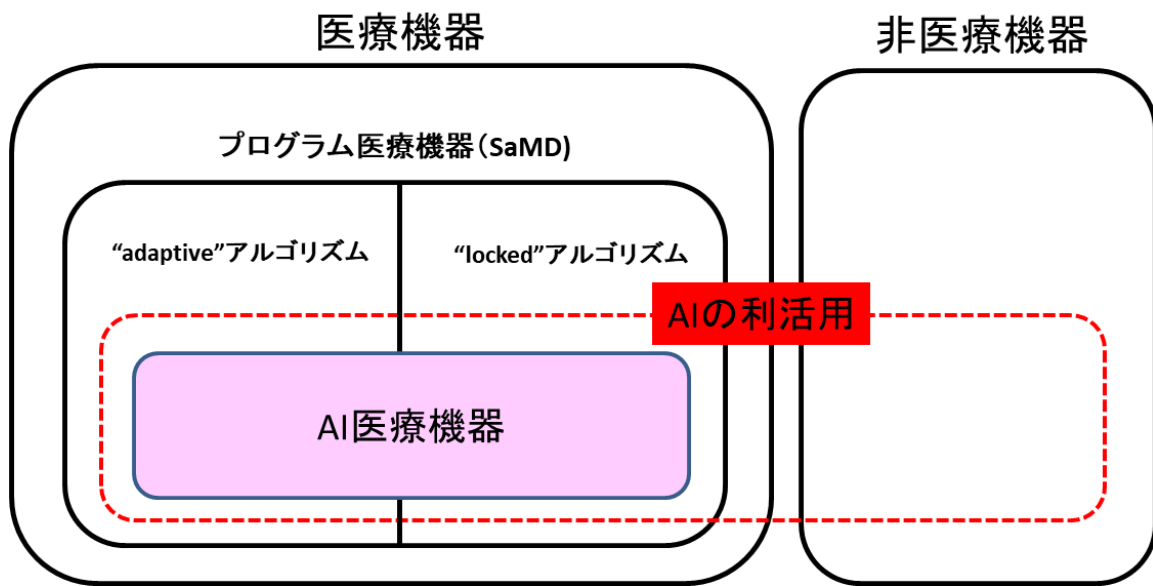 医療機器
非医療機器
プログラム医療機器（SaMD)
“adaptive”アルゴリズム
“locked”アルゴリズム
AIの利活用
AI医療機器